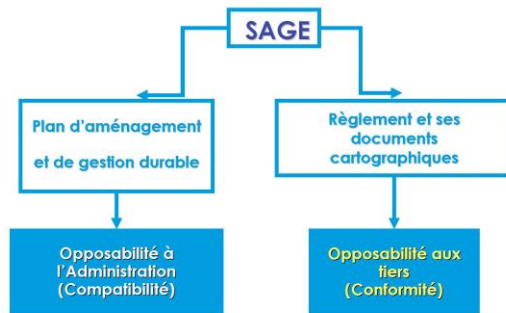 SAGE
Plan d'aménagement
et de gestion durable
Règlement et ses
documents
cartographiques
Opposabilité à
l'Administration
(Compatibilité)
Opposabilité aux
tiers
(Conformité)